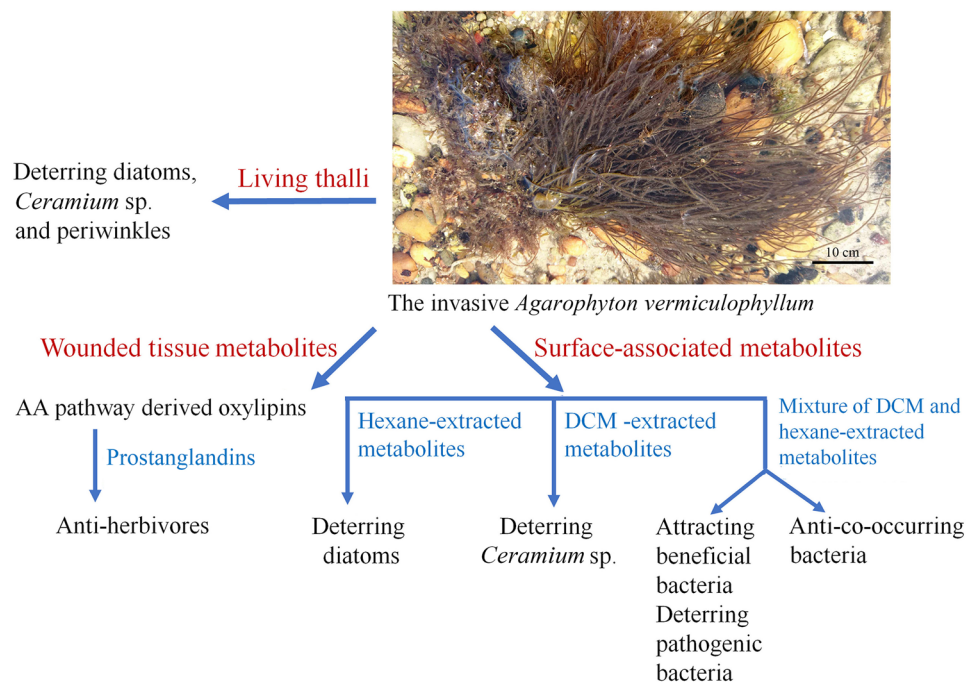 10 cm
Deterring diatoms,
Ceramium sp.
and periwinkles
Living thalli
The invasive Agarophyton vermiculophyllum
Wounded tissue metabolites
Surface-associated metabolites
AA pathway derived oxylipins
Prostanglandins
Anti-herbivores
Hexane-extracted
metabolites
DCM -extracted
metabolites
Mixture of DCM and
hexane-extracted
metabolites
Deterring
diatoms
Deterring
Ceramium sp.
Attracting
beneficial
bacteria
Deterring
pathogenic
bacteria
Anti-co-occurring
bacteria